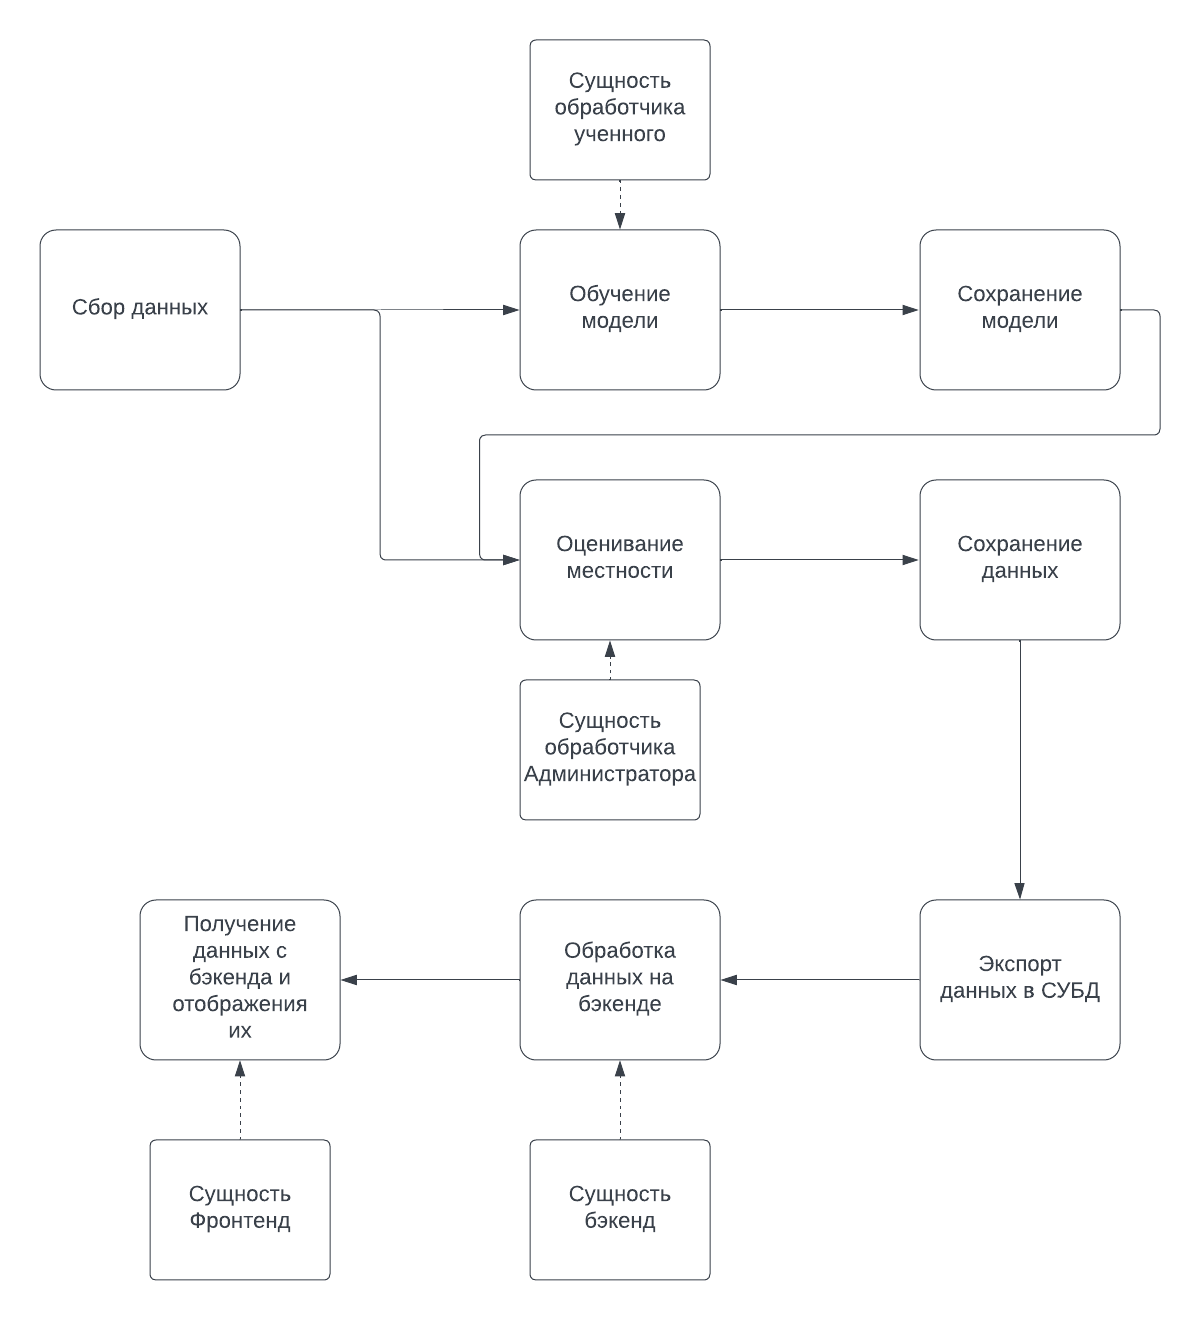 Сущность
обработчика
ученного
Сбор данных
Обучение
модели
Сохранение
модели
Оценивание
местности
Сохранение
данных
Сущность
обработчика
Администратора
Получение
данных с
бэкенда и
отображения
их
Обработка
данных на
бэкенде
Экспорт
данных в СУБД
Сущность
Фронтенд
Сущность
бэкенд